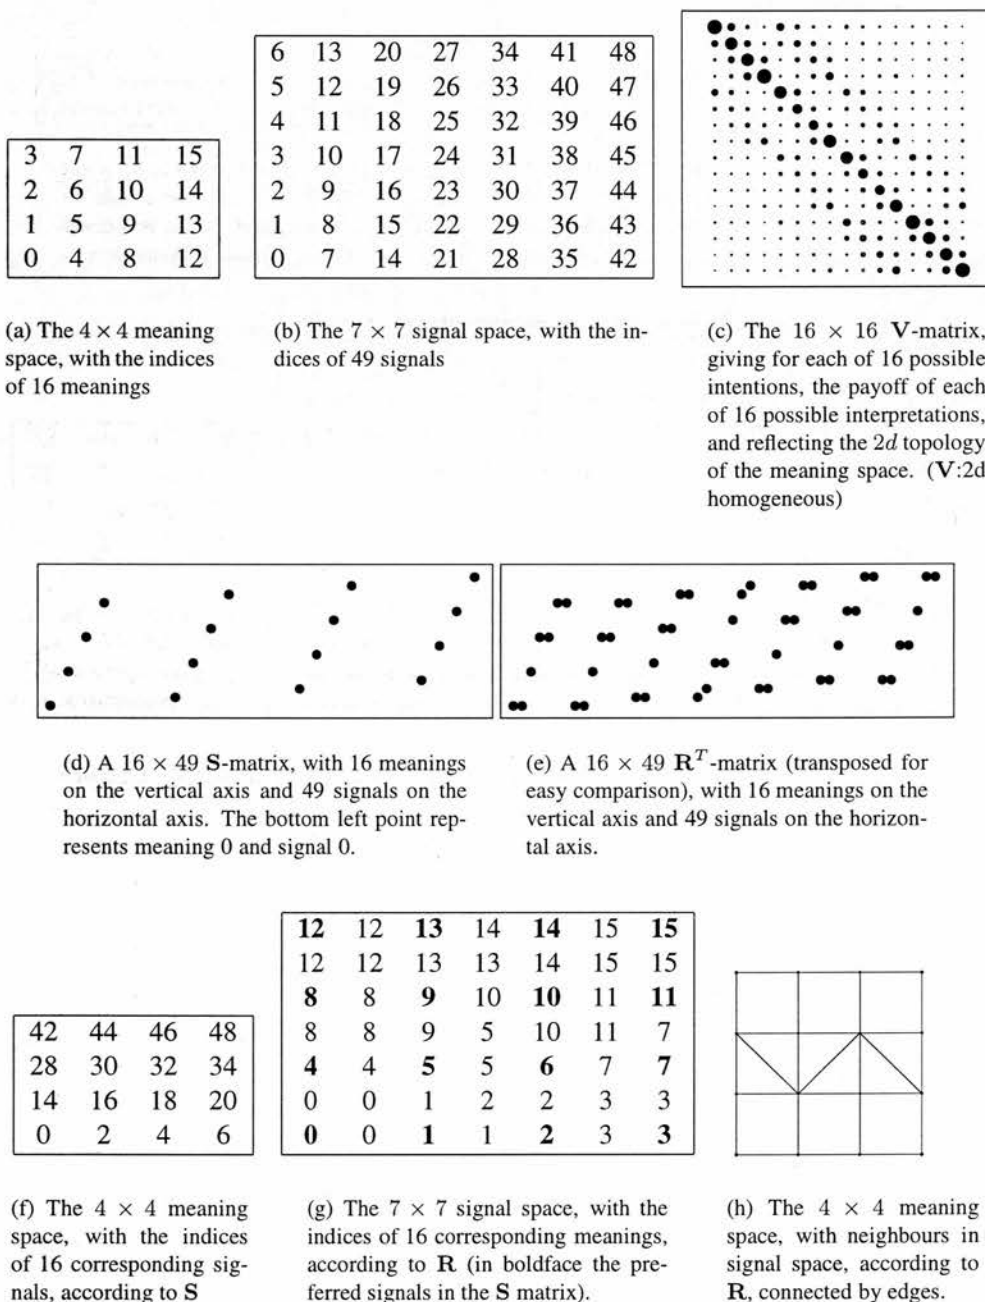 3 7 11 15
2 6 10 14
1 5 9 13
0 4 8 12
(a) The 4 × 4 meaning
space, with the indices
of 16 meanings
6 13 20 27 34 41 48
5 12 19 26 33 40 47
4 11 18 25 32 39 46
3 10 17 24 31 38 45
2 9 16 23 30 37 44
1 8 15 22 29 36 43
0 7 14 21 28 35 42
(b) The 7 × 7 signal space, with the in-
dices of 49 signals
(c) The 16 × 16 V-matrix,
giving for each of 16 possible
intentions, the payoff of each
of 16 possible interpretations,
and reflecting the 2d topology
of the meaning space. (V:2d
homogeneous)
(d) A 16 × 49 S-matrix, with 16 meanings
on the vertical axis and 49 signals on the
horizontal axis. The bottom left point rep-
resents meaning 0 and signal 0.
(e) A 16 × 49 R^T-matrix (transposed for
easy comparison), with 16 meanings on the
vertical axis and 49 signals on the horizon-
tal axis.
42 44 46 48
28 30 32 34
14 16 18 20
0 2 4 6
(f) The 4 × 4 meaning
space, with the indices
of 16 corresponding sig-
nals, according to S
12 12 13 14 14 15 15
12 12 13 13 14 15 15
8 8 9 10 10 11 11
8 8 9 5 10 11 7
4 4 5 5 6 7 7
0 0 1 2 2 3 3
0 0 1 1 2 3 3
(g) The 7 × 7 signal space, with the
indices of 16 corresponding meanings,
according to R (in boldface the pre-
ferred signals in the S matrix).
(h) The 4 × 4 meaning
space, with neighbours in
signal space, according to
R, connected by edges.